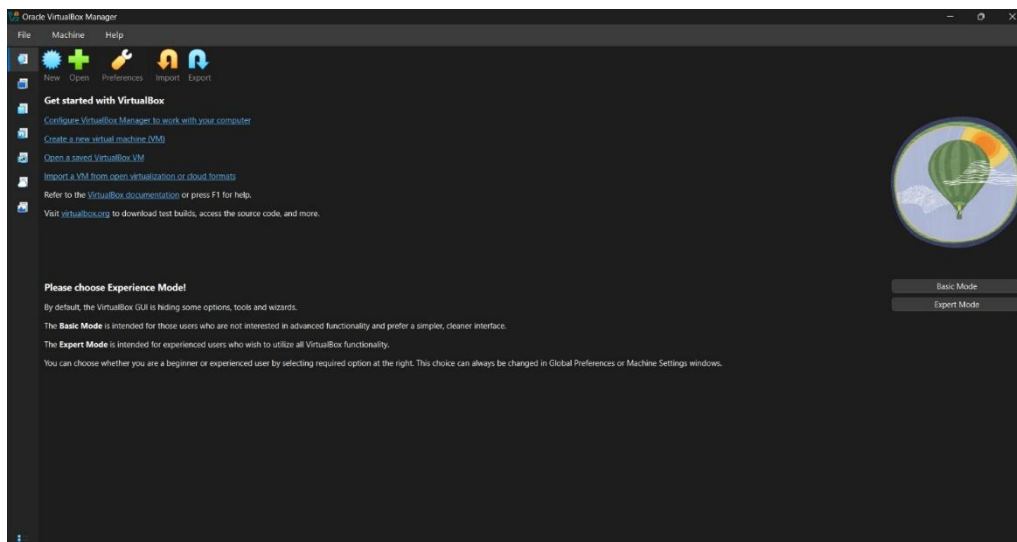 Oracle VirtualBox Manager
File Machine Help
New Open Preferences Import Export
Get started with VirtualBox
Configure VirtualBox Manager to work with your computer
Create a new virtual machine (VM)
Open a saved VirtualBox VM
Import a VM from open virtualization or cloud formats
Refer to the VirtualBox documentation or press F1 for help.
Visit virtualbox.org to download test builds, access the source code, and more.
Please choose Experience Mode!
Basic Mode
By default, the VirtualBox GUI is hiding some options, tools and wizards.
Expert Mode
The Basic Mode is intended for those users who are not interested in advanced functionality and prefer a simpler, cleaner interface.
The Expert Mode is intended for experienced users who wish to utilize all VirtualBox functionality.
You can choose whether you are a beginner or experienced user by selecting required option at the right. This choice can always be changed in Global Preferences or Machine Settings windows.